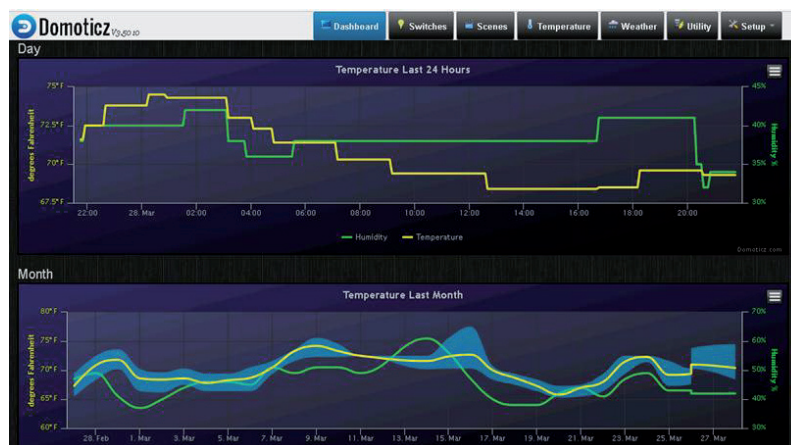 Domoticz V3.5010
Dashboard Switches Scenes Temperature Weather Utility Setup
Day
Temperature Last 24 Hours
75°F 45%
72.5°F 40%
70°F 35%
67.5°F 30%
degrees Fahrenheit
Humidity %
22:00 28. Mar 02:00 04:00 06:00 08:00 10:00 12:00 14:00 16:00 18:00 20:00
Humidity Temperature
Domoticz.com
Month
Temperature Last Month
80°F 70%
75°F 60%
70°F 50%
65°F 40%
60°F 30%
degrees Fahrenheit
Humidity %
28. Feb 1. Mar 3. Mar 5. Mar 7. Mar 9. Mar 11. Mar 13. Mar 15. Mar 17. Mar 19. Mar 21. Mar 23. Mar 25. Mar 27. Mar